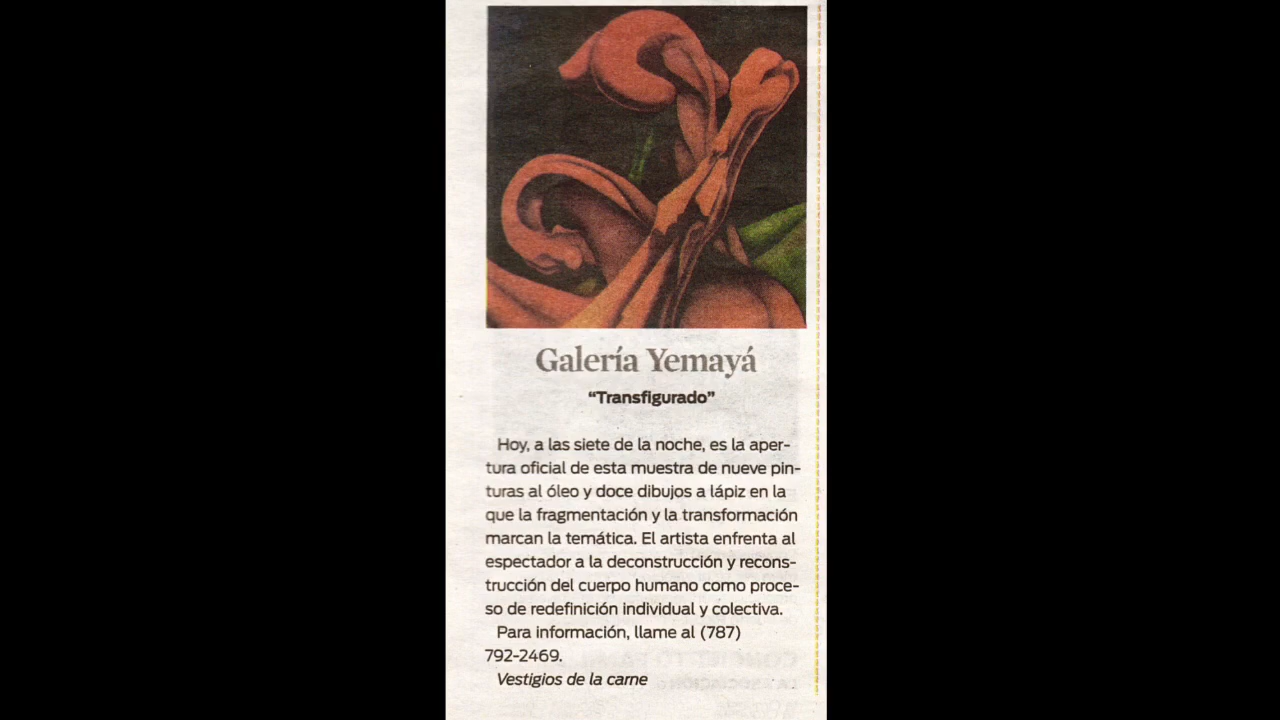 Galería Yemayá
“Transfigurado”
Hoy, a las siete de la noche, es la aper-
tura oficial de esta muestra de nueve pin-
turas al óleo y doce dibujos a lápiz en la
que la fragmentación y la transformación
marcan la temática. El artista enfrenta al
espectador a la deconstrucción y recons-
trucción del cuerpo humano como proce-
so de redefinición individual y colectiva.
Para información, llame al (787)
792-2469.
Vestigios de la carne